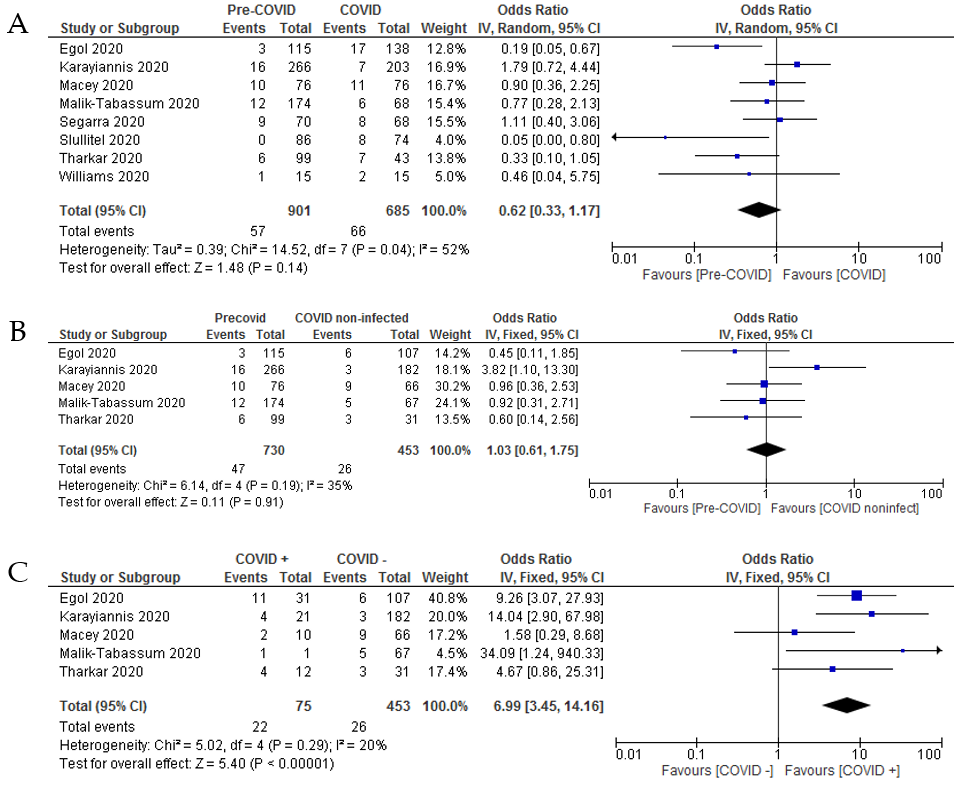 A
Pre-COVID COVID Odds Ratio Odds Ratio
Study or Subgroup Events Total Events Total Weight IV, Random, 95% CI IV, Random, 95% CI
Egol 2020 3 115 17 138 12.8% 0.19 [0.05, 0.67]
Karayiannis 2020 16 266 7 203 16.9% 1.79 [0.72, 4.44]
Macey 2020 10 76 11 76 16.7% 0.90 [0.36, 2.25]
Malik-Tabassum 2020 12 174 6 68 15.4% 0.77 [0.28, 2.13]
Segarra 2020 9 70 8 68 15.5% 1.11 [0.40, 3.06]
Slullitel 2020 0 86 8 74 4.0% 0.05 [0.00, 0.80]
Tharkar 2020 6 99 7 43 13.8% 0.33 [0.10, 1.05]
Williams 2020 1 15 2 15 4.9% 0.46 [0.04, 5.75]
Total (95% CI) 901 685 100.0% 0.62 [0.33, 1.17]
Total events 57 66
Heterogeneity: Tau² = 0.39; Chi² = 14.52, df = 7 (P = 0.04); I² = 52%
Test for overall effect: Z = 1.48 (P = 0.14)
0.01 0.1 1 10 100
Favours [Pre-COVID] Favours [COVID]
B
Precovid COVID non-infected Odds Ratio Odds Ratio
Study or Subgroup Events Total Events Total Weight IV, Fixed, 95% CI IV, Fixed, 95% CI
Egol 2020 3 115 6 107 14.2% 0.45 [0.11, 1.85]
Karayiannis 2020 16 266 3 182 18.1% 3.82 [1.10, 13.30]
Macey 2020 10 76 9 66 30.2% 0.96 [0.36, 2.53]
Malik-Tabassum 2020 12 174 5 67 24.1% 0.92 [0.31, 2.71]
Tharkar 2020 6 99 3 31 13.5% 0.60 [0.14, 2.56]
Total (95% CI) 730 453 100.0% 1.03 [0.61, 1.75]
Total events 47 26
Heterogeneity: Chi² = 6.14, df = 4 (P = 0.19); I² = 35%
Test for overall effect: Z = 0.11 (P = 0.91)
0.01 0.1 1 10 100
Favours [Pre-COVID] Favours [COVID noninfect]
C
COVID + COVID - Odds Ratio Odds Ratio
Study or Subgroup Events Total Events Total Weight IV, Fixed, 95% CI IV, Fixed, 95% CI
Egol 2020 11 31 6 107 40.8% 9.26 [3.07, 27.93]
Karayiannis 2020 4 21 3 182 20.0% 14.04 [2.90, 67.98]
Macey 2020 2 10 9 66 17.2% 1.58 [0.29, 8.68]
Malik-Tabassum 2020 1 1 5 67 4.5% 34.09 [1.24, 940.33]
Tharkar 2020 4 12 3 31 17.4% 4.67 [0.86, 25.31]
Total (95% CI) 75 453 100.0% 6.99 [3.45, 14.16]
Total events 22 26
Heterogeneity: Chi² = 5.02, df = 4 (P = 0.29); I² = 20%
Test for overall effect: Z = 5.40 (P < 0.00001)
0.01 0.1 1 10 100
Favours [COVID -] Favours [COVID +]